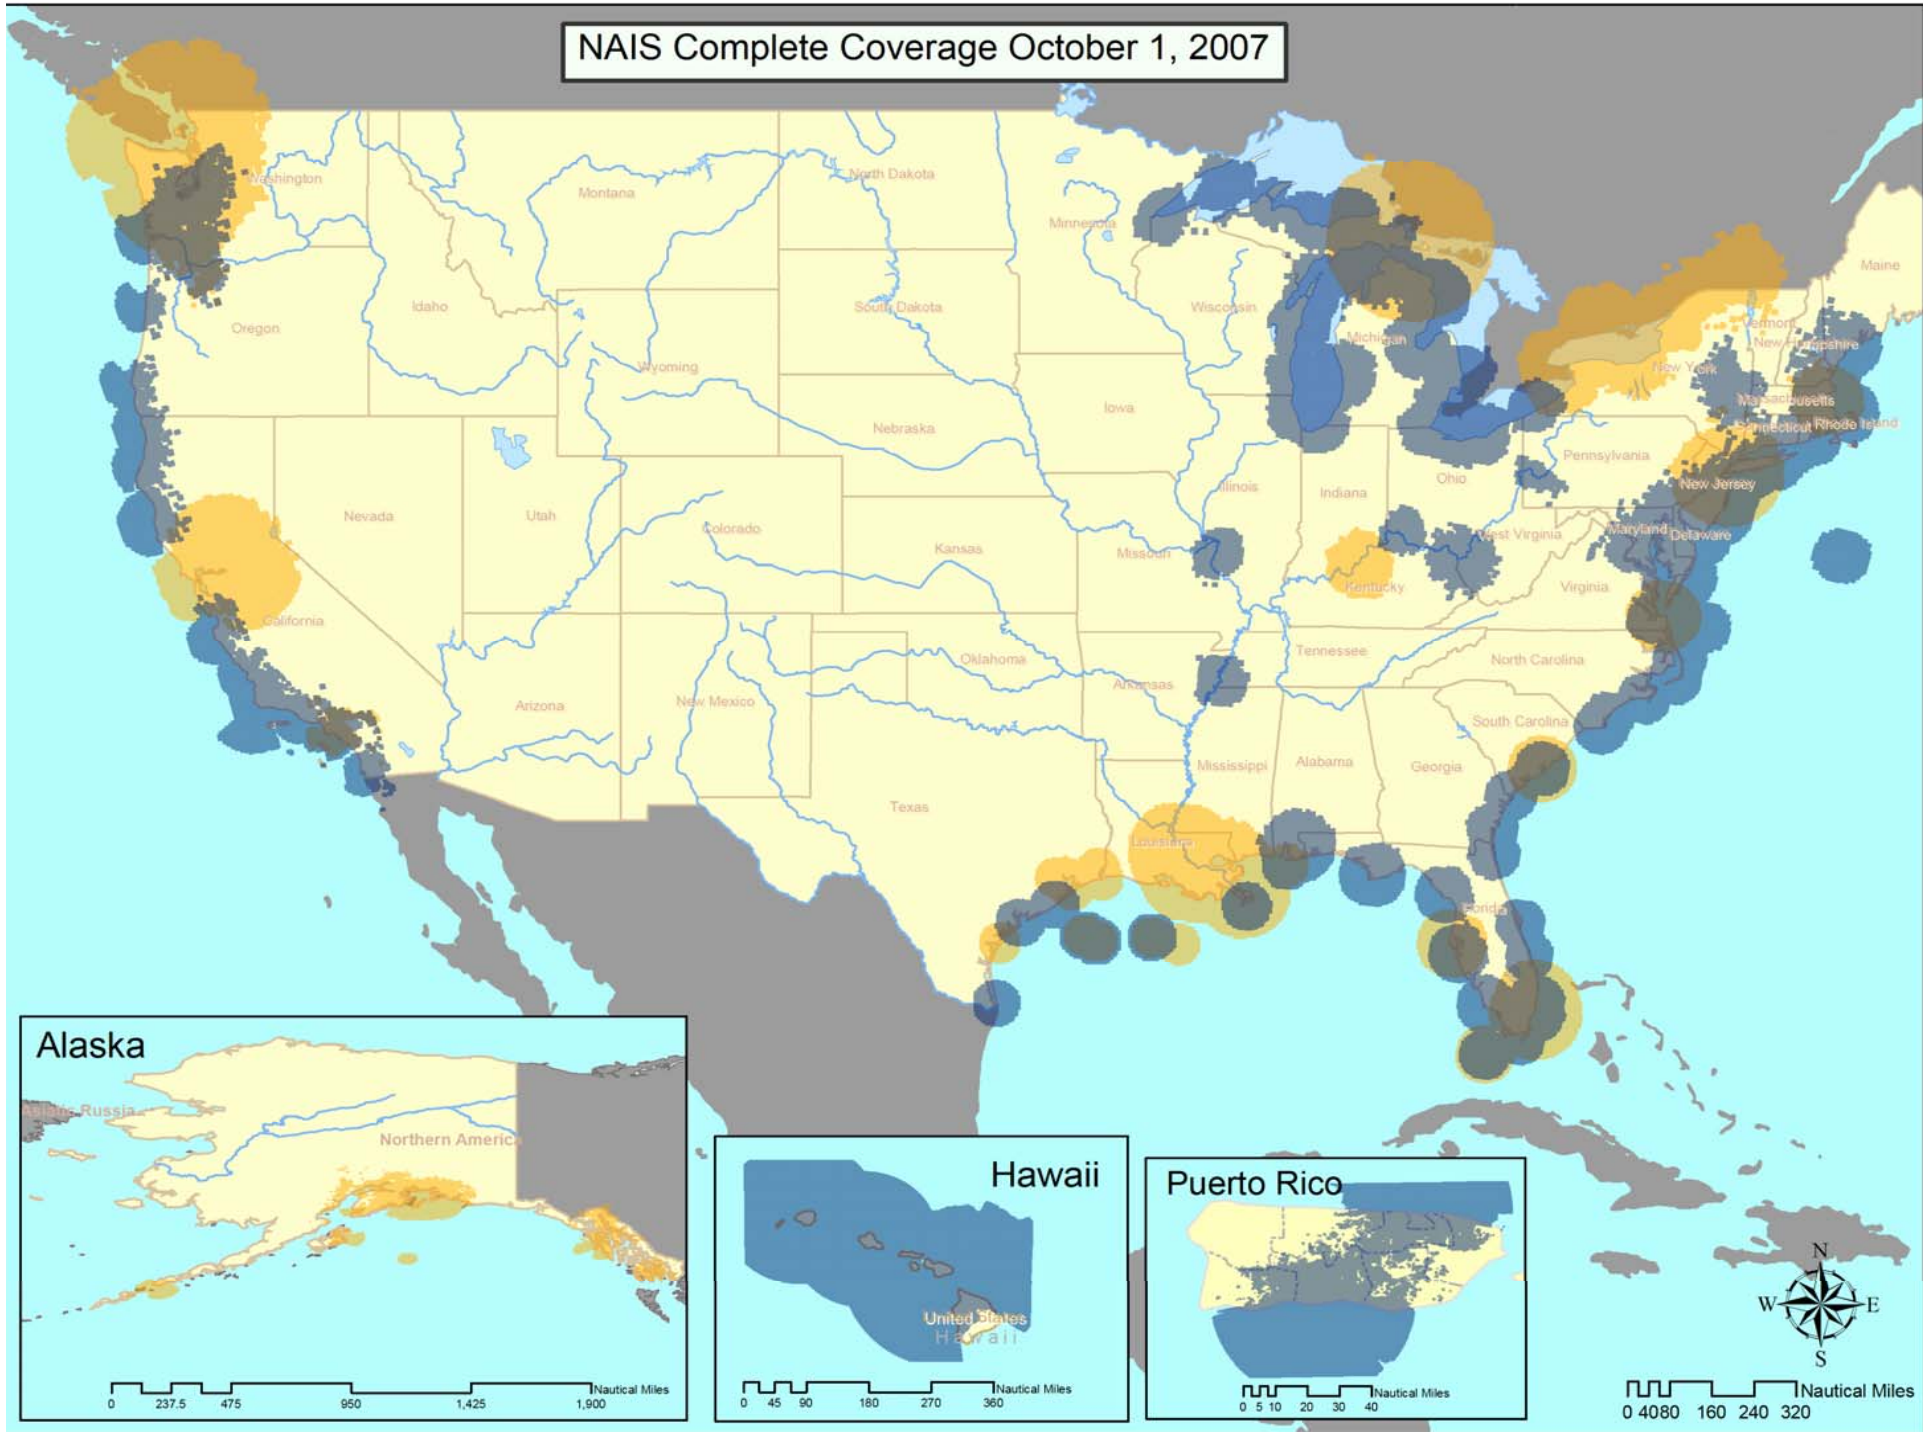 NAIS Complete Coverage October 1, 2007
Washington
Montana
North Dakota
Minnesota
Maine
Oregon
Idaho
Wyoming
South Dakota
Wisconsin
Michigan
Vermont
New Hampshire
New York
Massachusetts
Connecticut Rhode Island
Iowa
Nebraska
Pennsylvania
Ohio
Indiana
Illinois
New Jersey
Nevada
Utah
Colorado
Kansas
Missouri
West Virginia
Maryland
Delaware
Kentucky
Virginia
California
Oklahoma
Tennessee
North Carolina
Arizona
New Mexico
Arkansas
South Carolina
Mississippi
Alabama
Georgia
Texas
Louisiana
Florida
Alaska
Asiatic Russia
Northern America
0 237.5 475 950 1,425 1,900
Nautical Miles
Hawaii
United States
Hawaii
Nautical Miles
0 45 90 180 270 360
Puerto Rico
Nautical Miles
0 5 10 20 30 40
N
W E
S
Nautical Miles
0 4080 160 240 320